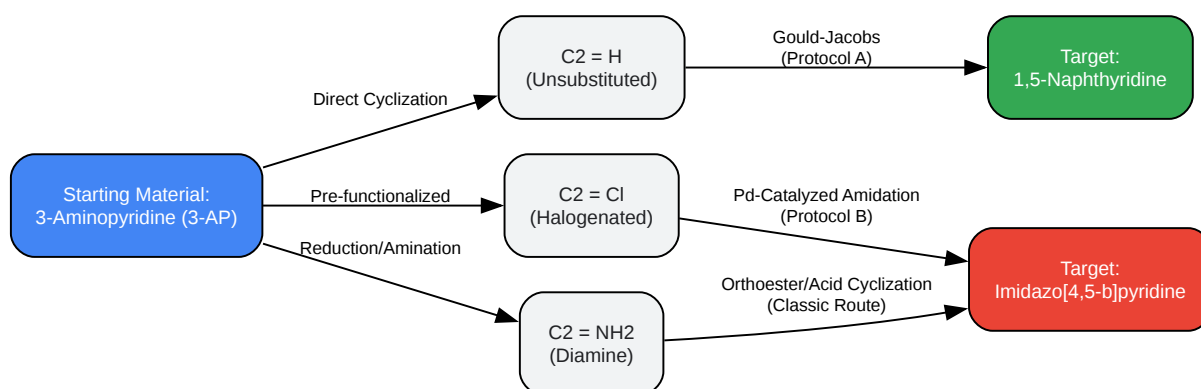 Starting Material:
3-Aminopyridine (3-AP)
Direct Cyclization
Pre-functionalized
Reduction/Amination
C2 = H
(Unsubstituted)
C2 = Cl
(Halogenated)
C2 = NH2
(Diamine)
Gould-Jacobs
(Protocol A)
Pd-Catalyzed Amidation
(Protocol B)
Orthoester/Acid Cyclization
(Classic Route)
Target:
1,5-Naphthyridine
Target:
Imidazo[4,5-b]pyridine